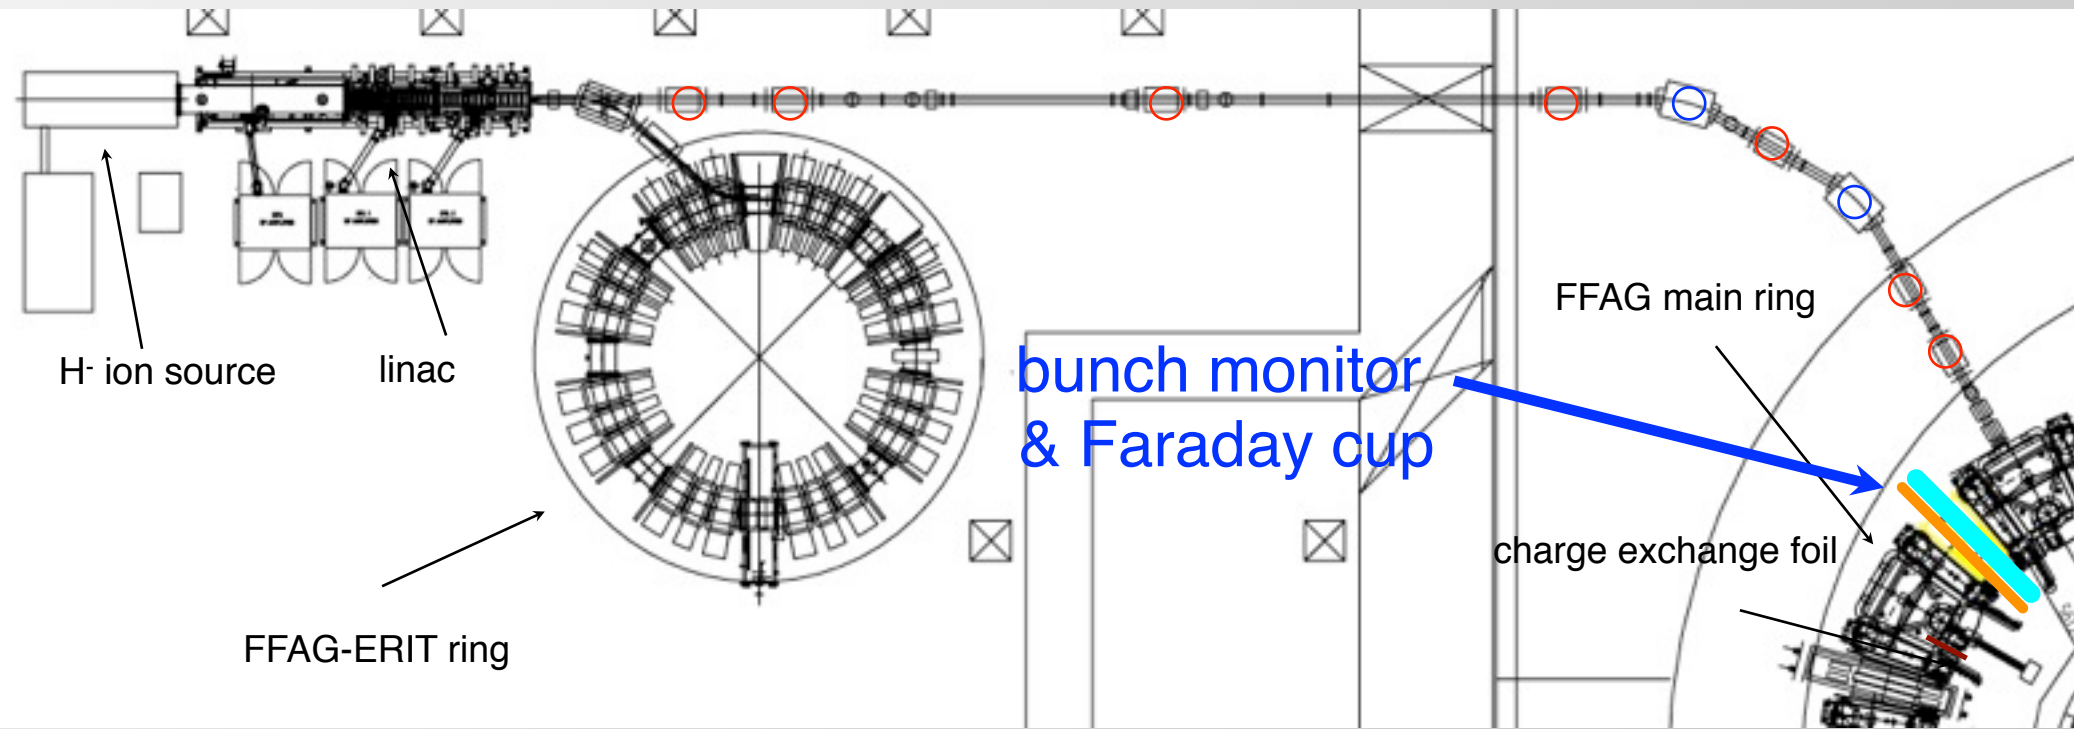 H- ion source
linac
FFAG-ERIT ring
bunch monitor
& Faraday cup
FFAG main ring
charge exchange foil